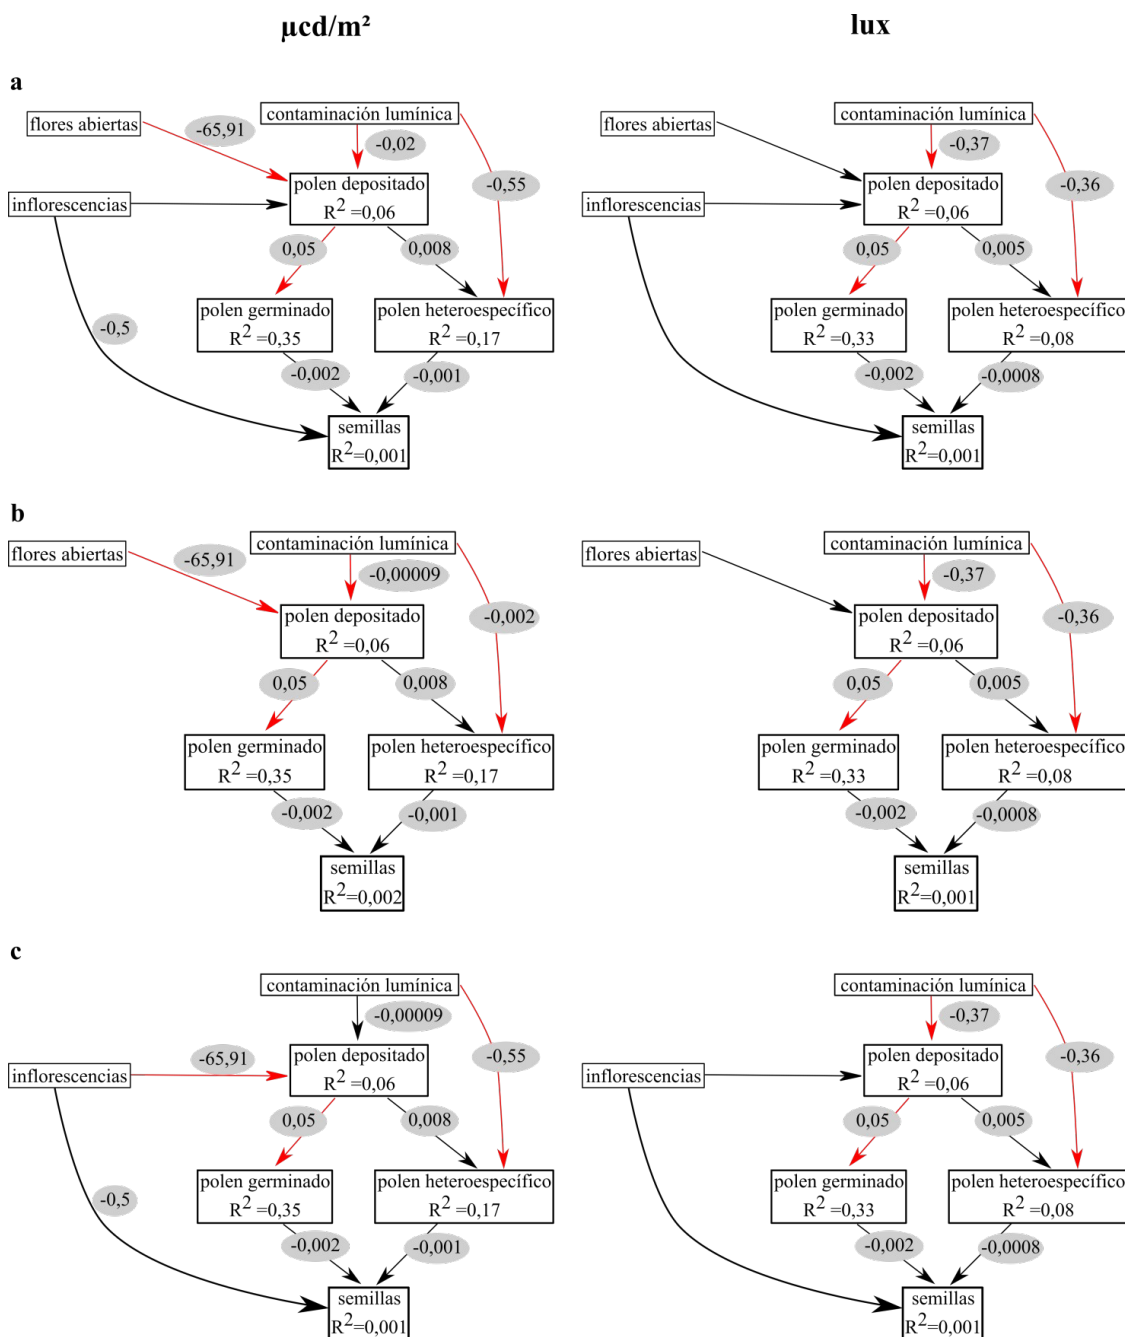 µcd/m²
lux
a
flores abiertas
contaminación lumínica
-65,91
-0,02
-0,55
inflorescencias
polen depositado
R² =0,06
0,05
0,008
polen germinado
R² =0,35
polen heteroespecífico
R² =0,17
-0,5
-0,002
-0,001
semillas
R²=0,001
flores abiertas
contaminación lumínica
-0,37
-0,36
inflorescencias
polen depositado
R² =0,06
0,05
0,005
polen germinado
R² =0,33
polen heteroespecífico
R² =0,08
-0,002
-0,0008
semillas
R²=0,001
b
flores abiertas
contaminación lumínica
-65,91
-0,00009
-0,002
polen depositado
R² =0,06
0,05
0,008
polen germinado
R² =0,35
polen heteroespecífico
R² =0,17
-0,002
-0,001
semillas
R²=0,002
flores abiertas
contaminación lumínica
-0,37
-0,36
polen depositado
R² =0,06
0,05
0,005
polen germinado
R² =0,33
polen heteroespecífico
R² =0,08
-0,002
-0,0008
semillas
R²=0,001
c
contaminación lumínica
-0,00009
-0,55
inflorescencias
-65,91
polen depositado
R² =0,06
0,05
0,008
polen germinado
R² =0,35
polen heteroespecífico
R² =0,17
-0,5
-0,002
-0,001
semillas
R²=0,001
contaminación lumínica
-0,37
-0,36
inflorescencias
polen depositado
R² =0,06
0,05
0,005
polen germinado
R² =0,33
polen heteroespecífico
R² =0,08
-0,002
-0,0008
semillas
R²=0,001